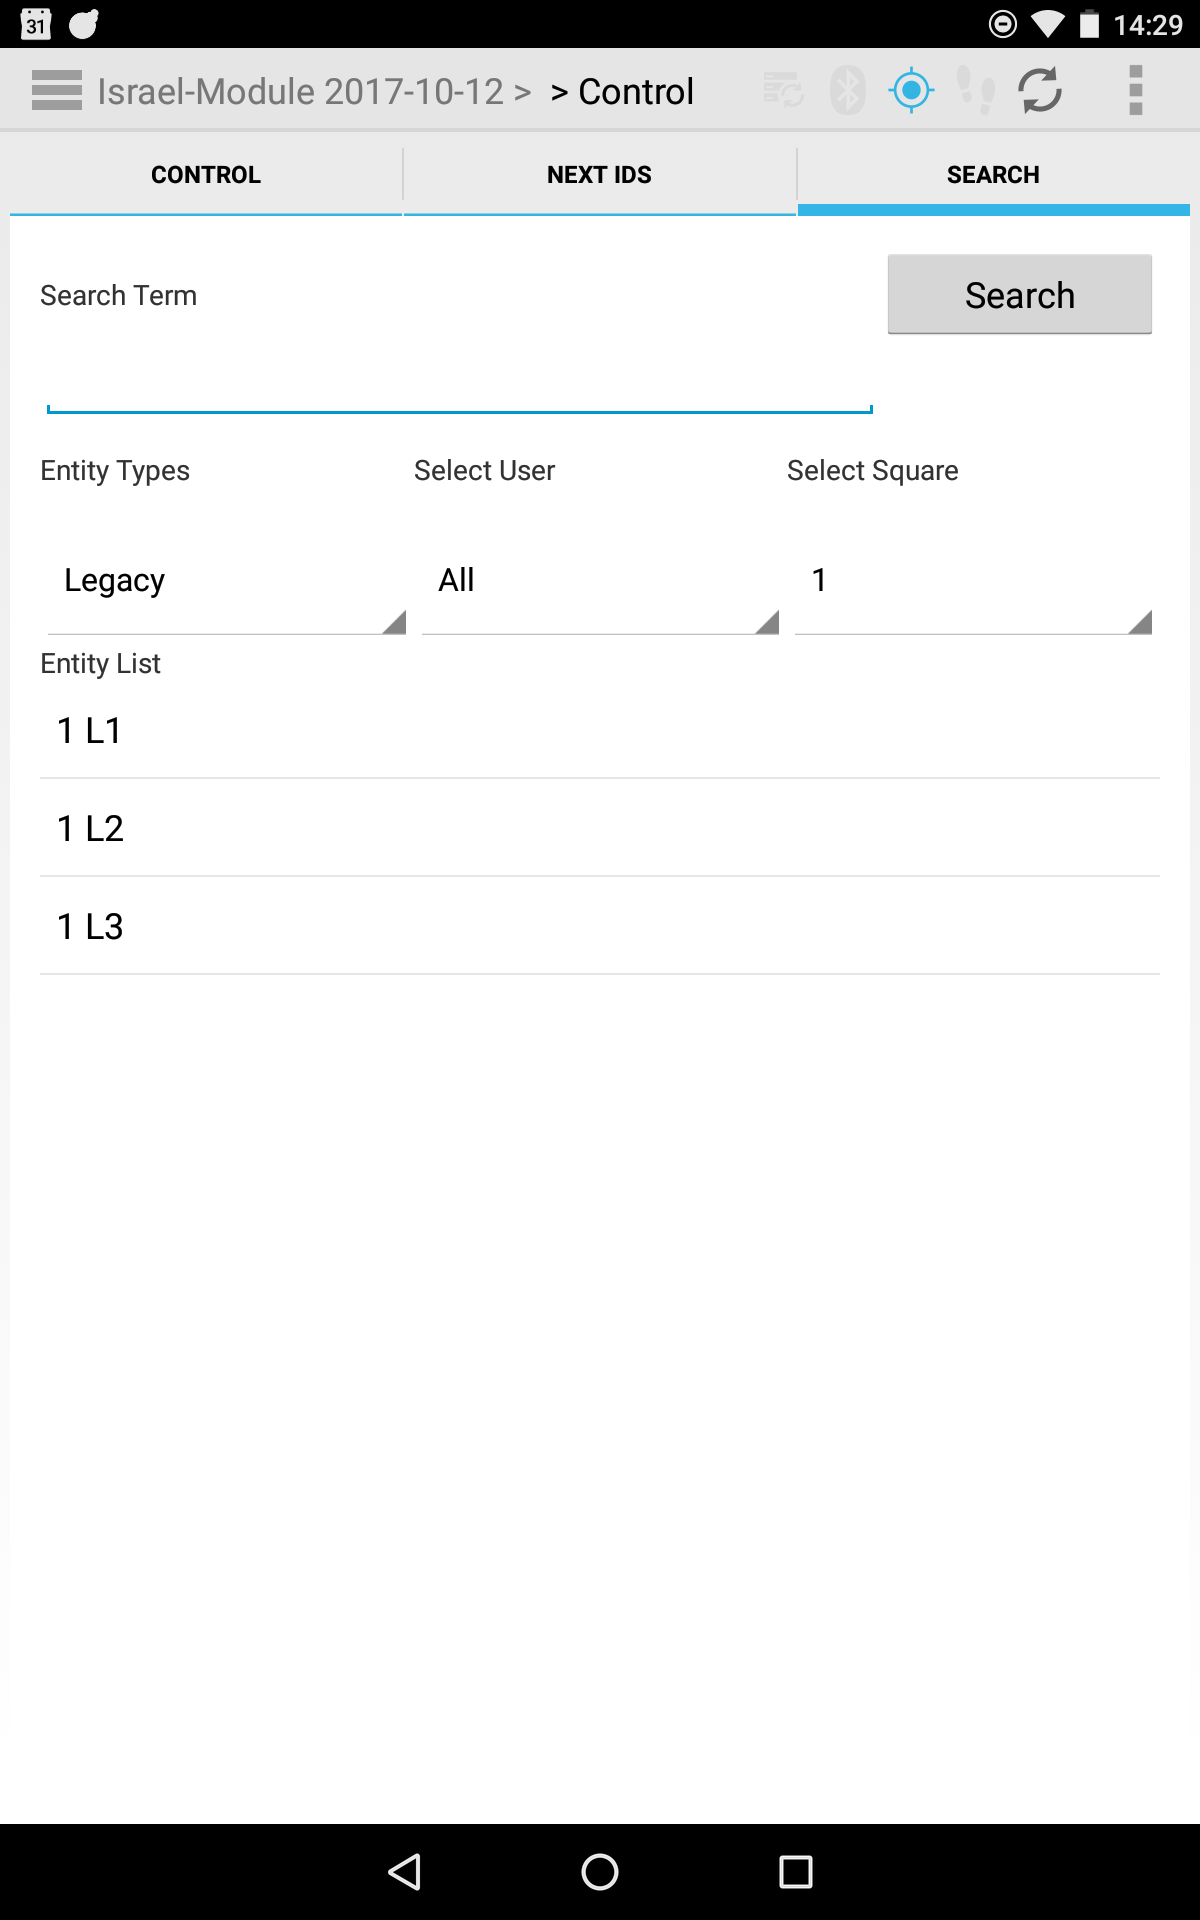 31 14:29
Israel-Module 2017-10-12 > > Control
CONTROL NEXT IDS SEARCH
Search Term Search
Entity Types Select User Select Square
Legacy All 1
Entity List
1 L1
1 L2
1 L3